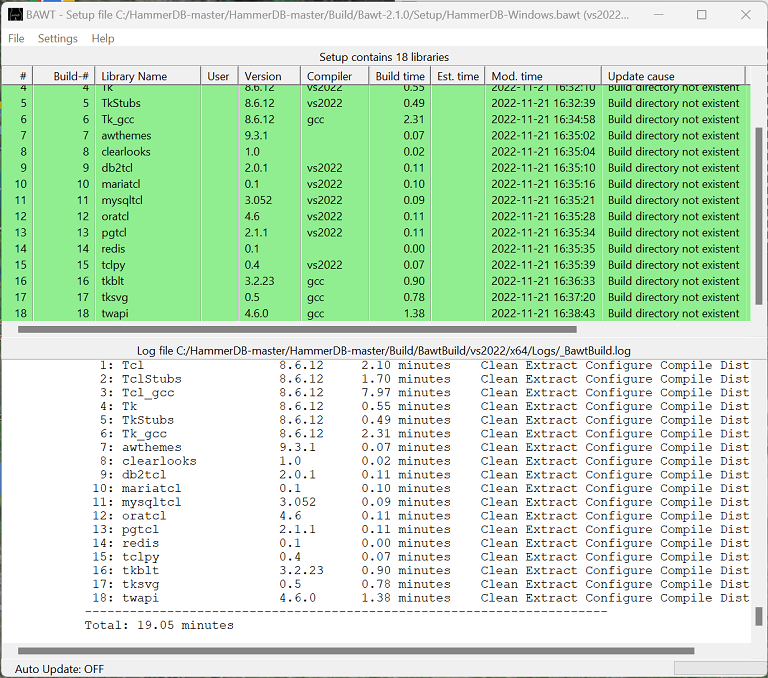 BAWT - Setup file C:/HammerDB-master/HammerDB-master/Build/Bawt-2.1.0/Setup/HammerDB-Windows.bawt (vs2022...
File Settings Help
Setup contains 18 libraries
# Build-# Library Name User Version Compiler Build time Est. time Mod. time Update cause
4 4 Tk 8.6.12 vs2022 0.55 2022-11-21 16:32:10 Build directory not existent
5 5 TkStubs 8.6.12 vs2022 0.49 2022-11-21 16:32:39 Build directory not existent
6 6 Tk_gcc 8.6.12 gcc 2.31 2022-11-21 16:34:58 Build directory not existent
7 7 awthemes 9.3.1 0.07 2022-11-21 16:35:02 Build directory not existent
8 8 clearlooks 1.0 0.02 2022-11-21 16:35:04 Build directory not existent
9 9 db2tcl 2.0.1 vs2022 0.11 2022-11-21 16:35:10 Build directory not existent
10 10 mariatcl 0.1 vs2022 0.10 2022-11-21 16:35:16 Build directory not existent
11 11 mysqltcl 3.052 vs2022 0.09 2022-11-21 16:35:21 Build directory not existent
12 12 oratcl 4.6 vs2022 0.11 2022-11-21 16:35:28 Build directory not existent
13 13 pgtcl 2.1.1 vs2022 0.11 2022-11-21 16:35:34 Build directory not existent
14 14 redis 0.1 0.00 2022-11-21 16:35:35 Build directory not existent
15 15 tclpy 0.4 vs2022 0.07 2022-11-21 16:35:39 Build directory not existent
16 16 tkblt 3.2.23 gcc 0.90 2022-11-21 16:36:33 Build directory not existent
17 17 tksvg 0.5 gcc 0.78 2022-11-21 16:37:20 Build directory not existent
18 18 twapi 4.6.0 gcc 1.38 2022-11-21 16:38:43 Build directory not existent
Log file C:/HammerDB-master/HammerDB-master/Build/BawtBuild/vs2022/x64/Logs/_BawtBuild.log
1: Tcl 8.6.12 2.10 minutes Clean Extract Configure Compile Dist
2: TclStubs 8.6.12 1.70 minutes Clean Extract Configure Compile Dist
3: Tcl_gcc 8.6.12 7.97 minutes Clean Extract Configure Compile Dist
4: Tk 8.6.12 0.55 minutes Clean Extract Configure Compile Dist
5: TkStubs 8.6.12 0.49 minutes Clean Extract Configure Compile Dist
6: Tk_gcc 8.6.12 2.31 minutes Clean Extract Configure Compile Dist
7: awthemes 9.3.1 0.07 minutes Clean Extract Configure Compile Dist
8: clearlooks 1.0 0.02 minutes Clean Extract Configure Compile Dist
9: db2tcl 2.0.1 0.11 minutes Clean Extract Configure Compile Dist
10: mariatcl 0.1 0.10 minutes Clean Extract Configure Compile Dist
11: mysqltcl 3.052 0.09 minutes Clean Extract Configure Compile Dist
12: oratcl 4.6 0.11 minutes Clean Extract Configure Compile Dist
13: pgtcl 2.1.1 0.11 minutes Clean Extract Configure Compile Dist
14: redis 0.1 0.00 minutes Clean Extract Configure Compile Dist
15: tclpy 0.4 0.07 minutes Clean Extract Configure Compile Dist
16: tkblt 3.2.23 0.90 minutes Clean Extract Configure Compile Dist
17: tksvg 0.5 0.78 minutes Clean Extract Configure Compile Dist
18: twapi 4.6.0 1.38 minutes Clean Extract Configure Compile Dist
Total: 19.05 minutes
Auto Update: OFF